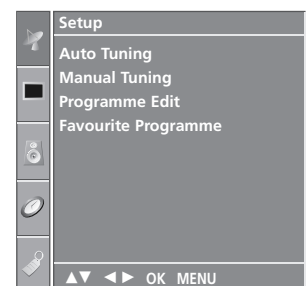 Setup
Auto Tuning
Manual Tuning
Programme Edit
Favourite Programme
▲▼ ◄► OK MENU